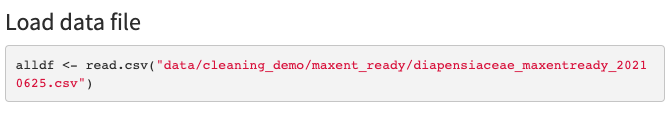 Load data file
alldf <- read.csv("data/cleaning_demo/maxent_ready/diapensiaceae_maxentready_2021
0625.csv")